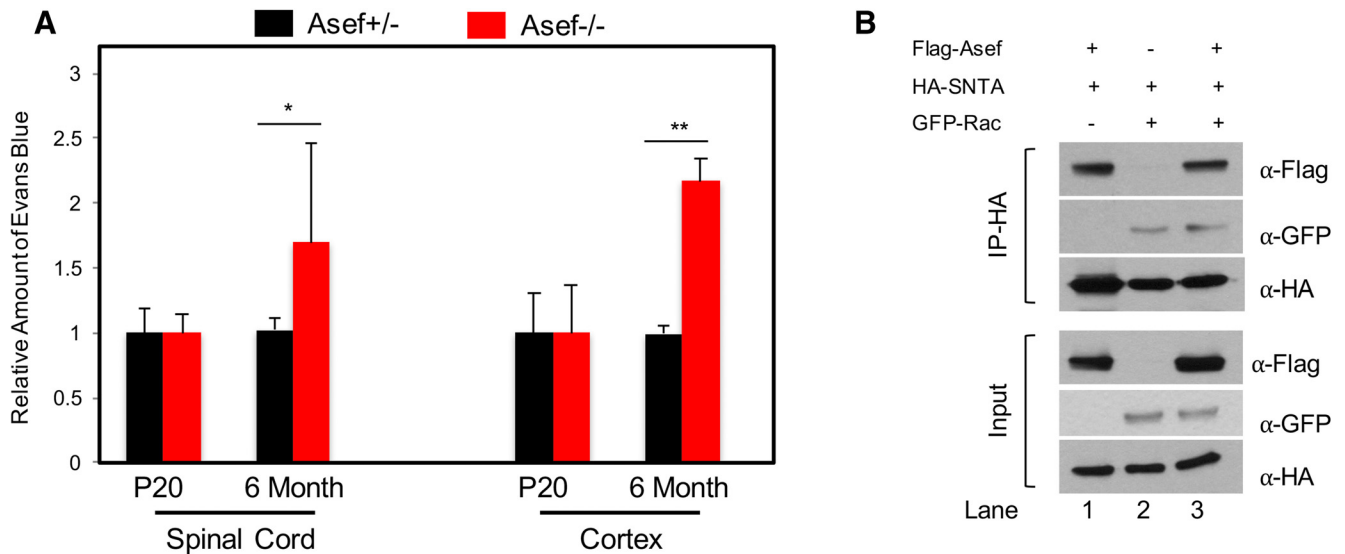 A
Asef+/-
Asef-/-
Relative Amount of Evans Blue
3
2.5
2
1.5
1
0.5
0
*
**
P20
6 Month
P20
6 Month
Spinal Cord
Cortex
B
Flag-Asef + - +
HA-SNTA + + +
GFP-Rac - + +
IP-HA
α-Flag
α-GFP
α-HA
Input
α-Flag
α-GFP
α-HA
Lane 1 2 3